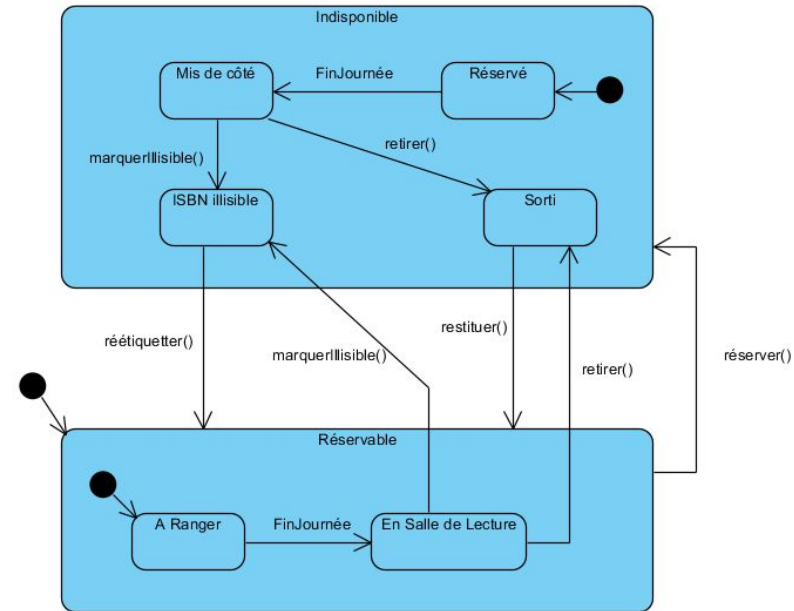 Indisponible
Mis de côté
FinJournée
Réservé
marquerIllisible()
retirer()
ISBN illisible
Sorti
réétiquetter()
marquerIllisible()
restituer()
retirer()
réserver()
Réservable
A Ranger
FinJournée
En Salle de Lecture